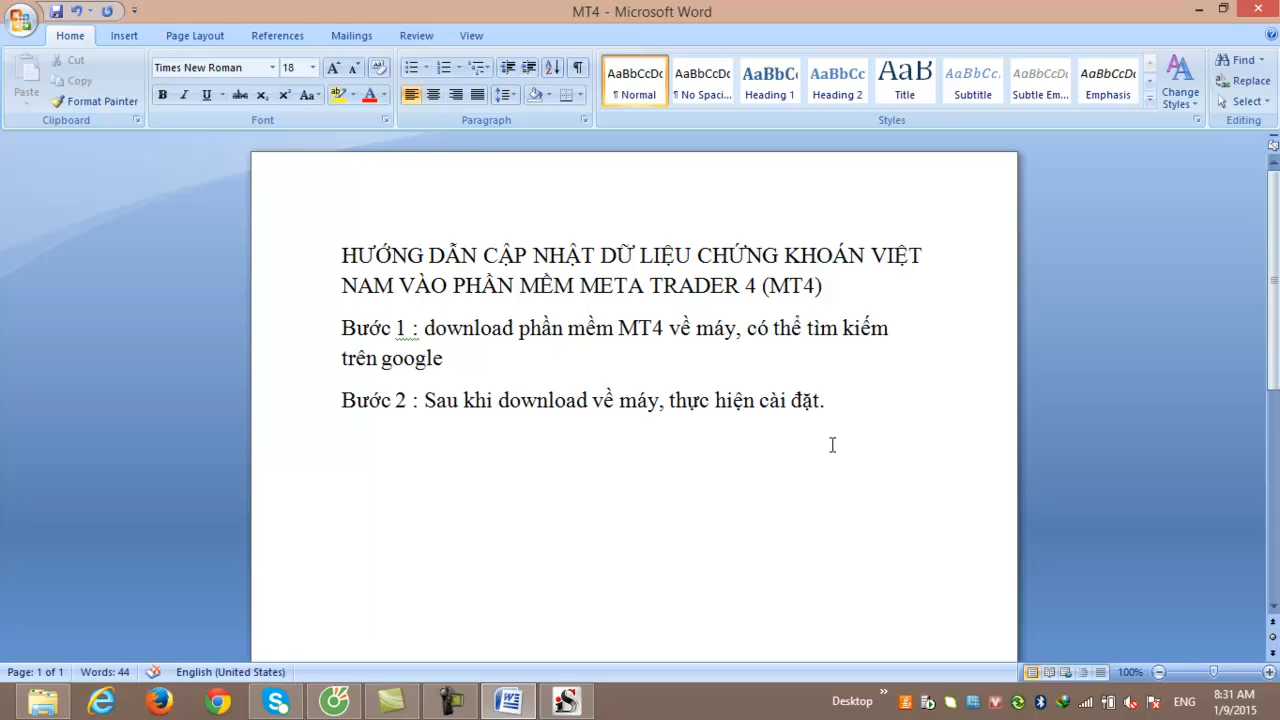 MT4 - Microsoft Word
Home Insert Page Layout References Mailings Review View
Paste Cut Copy Format Painter
Times New Roman 18
AaBbCcDc AaBbCcDc AaBbCc AaBbCc AaB AaBbCc. AaBbCcDc AaBbCcDc
¶ Normal ¶ No Spaci... Heading 1 Heading 2 Title Subtitle Subtle Em... Emphasis
Change Styles
Find Replace Select
Clipboard Font Paragraph Styles Editing
HƯỚNG DẪN CẬP NHẬT DỮ LIỆU CHỨNG KHOÁN VIỆT
NAM VÀO PHẦN MỀM META TRADER 4 (MT4)
Bước 1 : download phần mềm MT4 về máy, có thể tìm kiếm
trên google
Bước 2 : Sau khi download về máy, thực hiện cài đặt.
Page: 1 of 1 Words: 44 English (United States) 100%
Desktop ENG 8:31 AM
1/9/2015